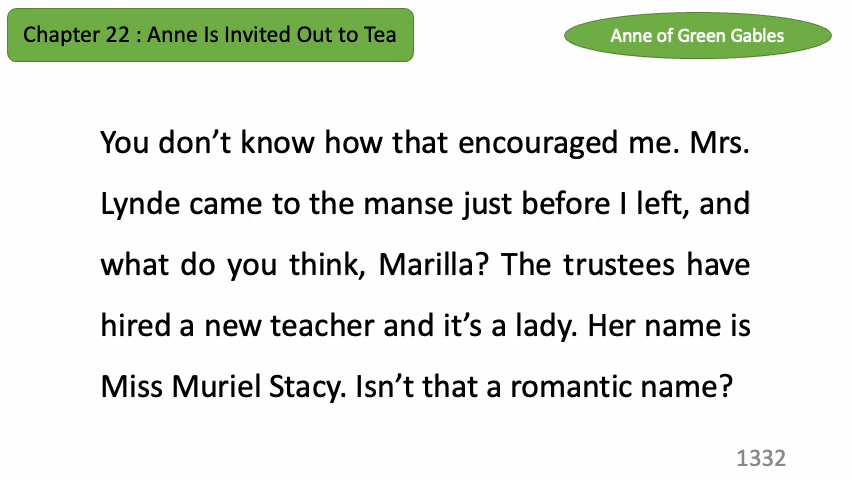 Chapter 22 : Anne Is Invited Out to Tea
Anne of Green Gables
You don’t know how that encouraged me. Mrs.
Lynde came to the manse just before I left, and
what do you think, Marilla? The trustees have
hired a new teacher and it’s a lady. Her name is
Miss Muriel Stacy. Isn’t that a romantic name?
1332